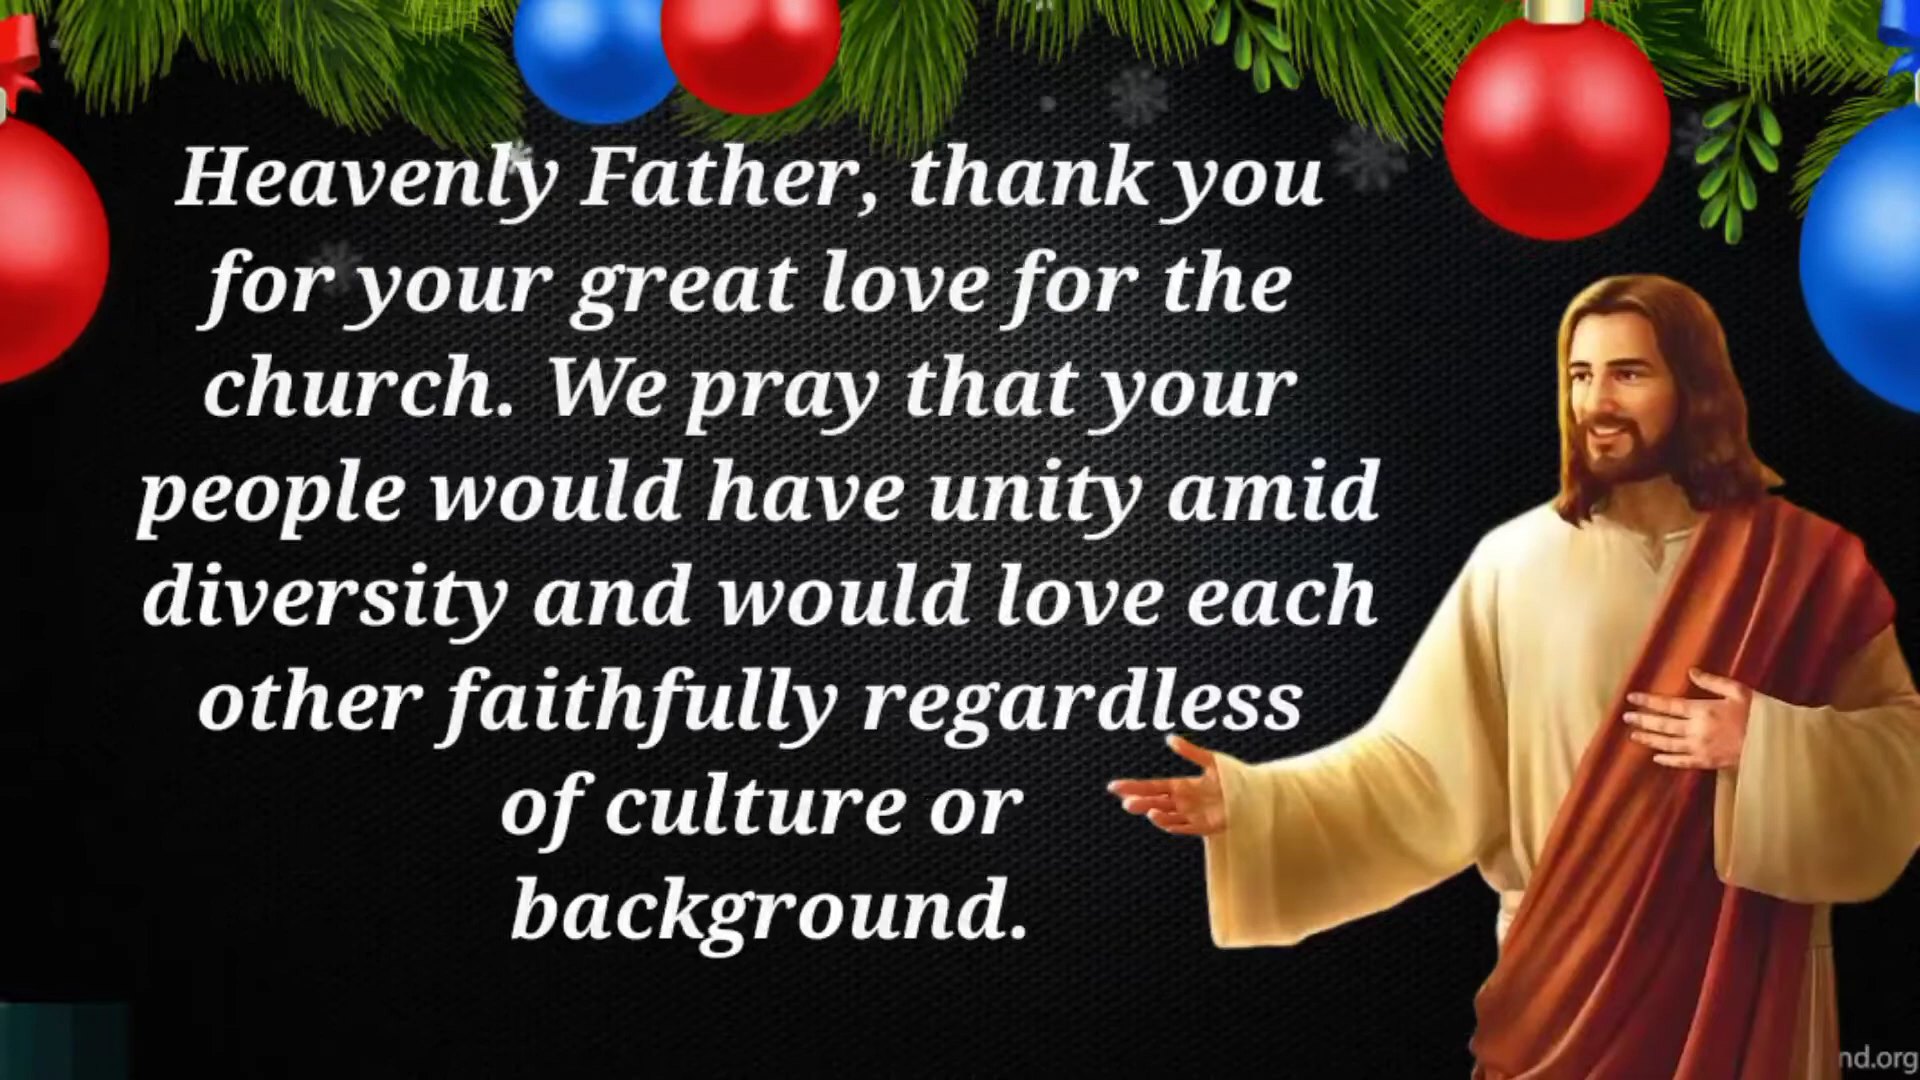 Heavenly Father, thank you
for your great love for the
church. We pray that your
people would have unity amid
diversity and would love each
other faithfully regardless
of culture or
background.
nd.org